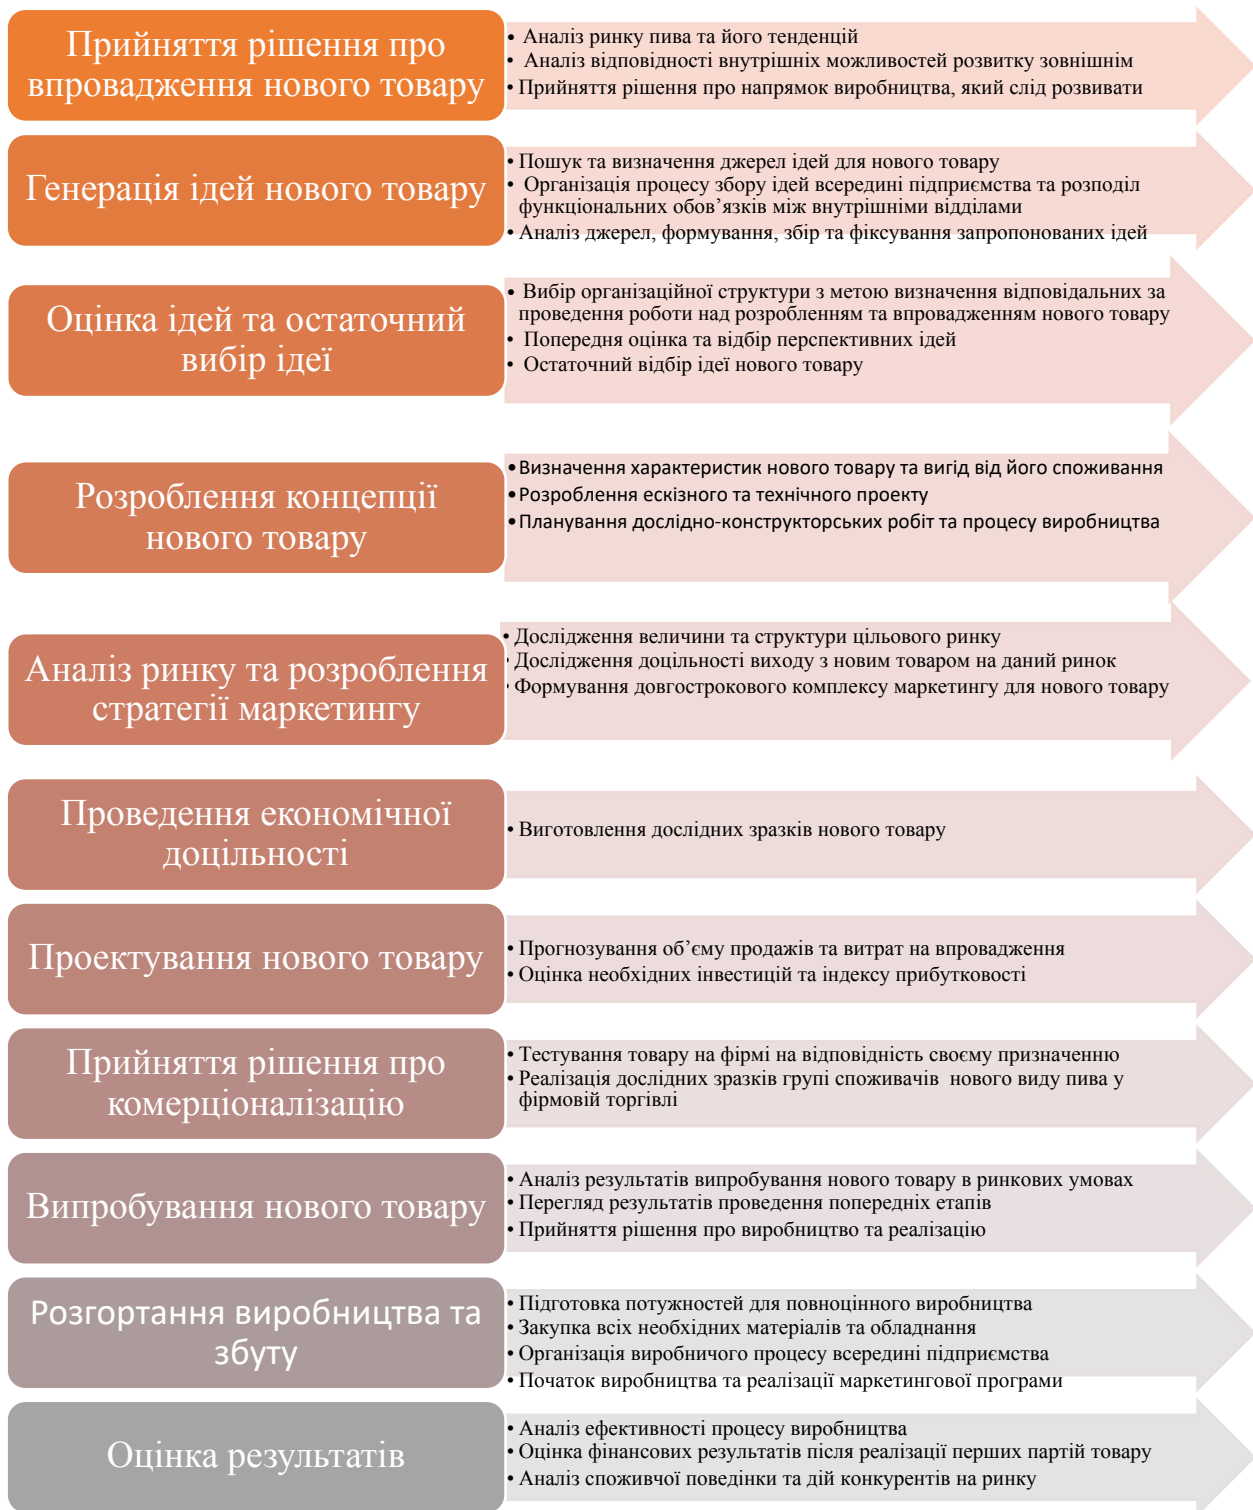 Прийняття рішення про
впровадження нового товару
• Аналіз ринку пива та його тенденцій
• Аналіз відповідності внутрішніх можливостей розвитку зовнішнім
• Прийняття рішення про напрямок виробництва, який слід розвивати
Генерація ідей нового товару
• Пошук та визначення джерел ідей для нового товару
• Організація процесу збору ідей всередині підприємства та розподіл
функціональних обов’язків між внутрішніми відділами
• Аналіз джерел, формування, збір та фіксування запропонованих ідей
Оцінка ідей та остаточний
вибір ідеї
• Вибір організаційної структури з метою визначення відповідальних за
проведення роботи над розробленням та впровадженням нового товару
• Попередня оцінка та відбір перспективних ідей
• Остаточний відбір ідеї нового товару
Розроблення концепції
нового товару
• Визначення характеристик нового товару та вигід від його споживання
• Розроблення ескізного та технічного проекту
• Планування дослідно-конструкторських робіт та процесу виробництва
Аналіз ринку та розроблення
стратегії маркетингу
• Дослідження величини та структури цільового ринку
• Дослідження доцільності виходу з новим товаром на даний ринок
• Формування довгострокового комплексу маркетингу для нового товару
Проведення економічної
доцільності
• Виготовлення дослідних зразків нового товару
Проектування нового товару
• Прогнозування об’єму продажів та витрат на впровадження
• Оцінка необхідних інвестицій та індексу прибутковості
Прийняття рішення про
комерціоналізацію
• Тестування товару на фірмі на відповідність своєму призначенню
• Реалізація дослідних зразків групі споживачів нового виду пива у
фірмовій торгівлі
Випробування нового товару
• Аналіз результатів випробування нового товару в ринкових умовах
• Перегляд результатів проведення попередніх етапів
• Прийняття рішення про виробництво та реалізацію
Розгортання виробництва та
збуту
• Підготовка потужностей для повноцінного виробництва
• Закупка всіх необхідних матеріалів та обладнання
• Організація виробничого процесу всередині підприємства
• Початок виробництва та реалізації маркетингової програми
Оцінка результатів
• Аналіз ефективності процесу виробництва
• Оцінка фінансових результатів після реалізації перших партій товару
• Аналіз споживчої поведінки та дій конкурентів на ринку